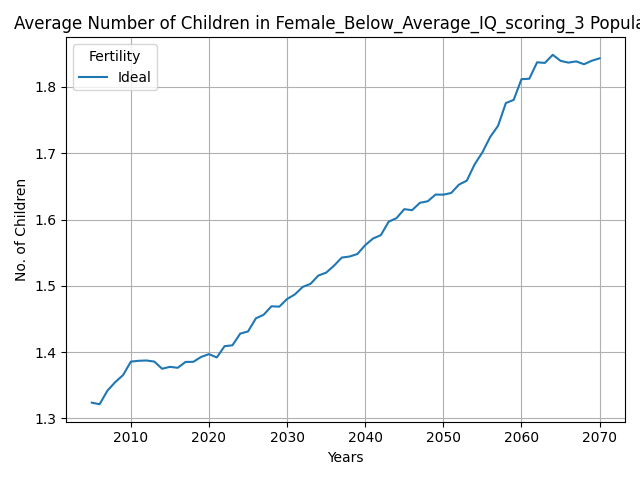 Average Number of Children in Female_Below_Average_IQ_scoring_3 Popula
Fertility
Ideal
No. of Children
1.8
1.7
1.6
1.5
1.4
1.3
2010 2020 2030 2040 2050 2060 2070
Years